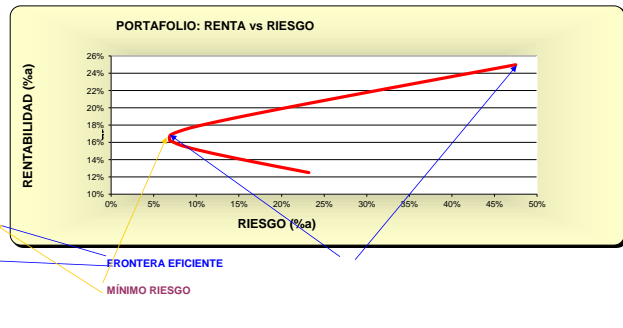 PORTAFOLIO: RENTA vs RIESGO
RENTABILIDAD (%a)
26%
24%
22%
20%
18%
16%
14%
12%
10%
0% 5% 10% 15% 20% 25% 30% 35% 40% 45% 50%
RIESGO (%a)
FRONTERA EFICIENTE
MÍNIMO RIESGO